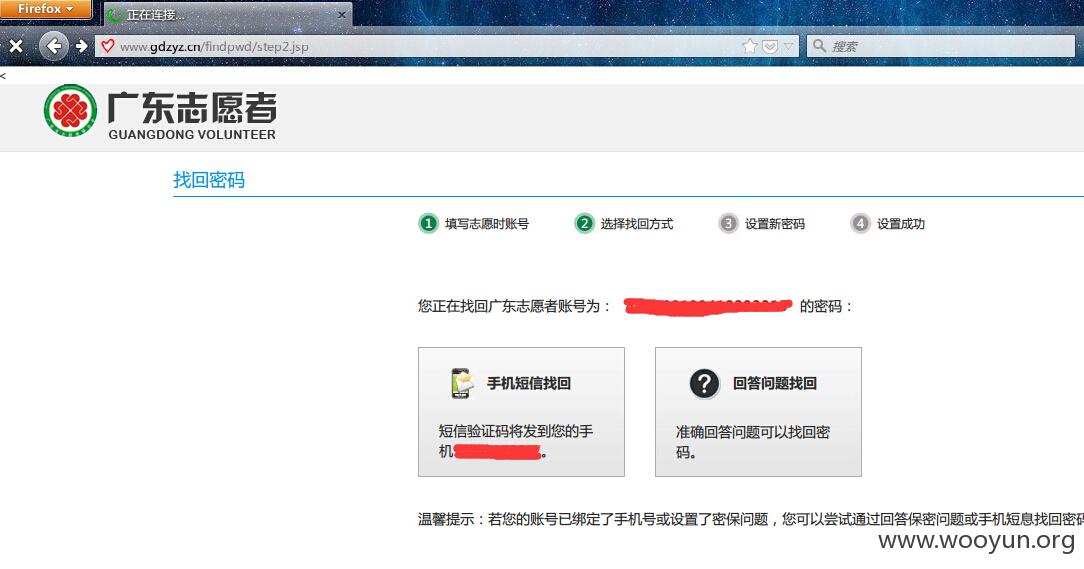 Firefox
正在连接...
www.gdzyz.cn/findpwd/step2.jsp
搜索
<
广东志愿者
GUANGDONG VOLUNTEER
找回密码
1 填写志愿时账号 2 选择找回方式 3 设置新密码 4 设置成功
您正在找回广东志愿者账号为： 的密码：
手机短信找回
短信验证码将发到您的手
机 。
? 回答问题找回
准确回答问题可以找回密
码。
温馨提示：若您的账号已绑定了手机号或设置了密保问题，您可以尝试通过回答保密问题或手机短息找回密码
www.wooyun.org